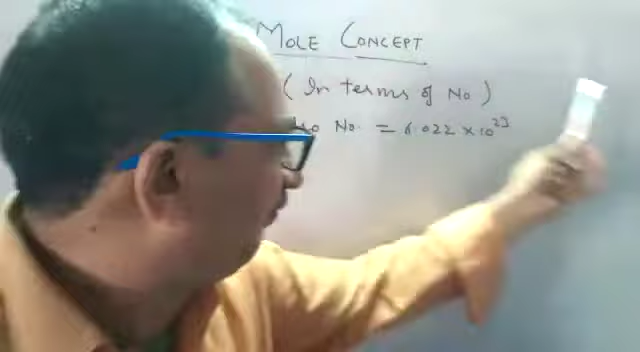 MOLE CONCEPT
(In terms of No)
No. = 6.022 × 10²³